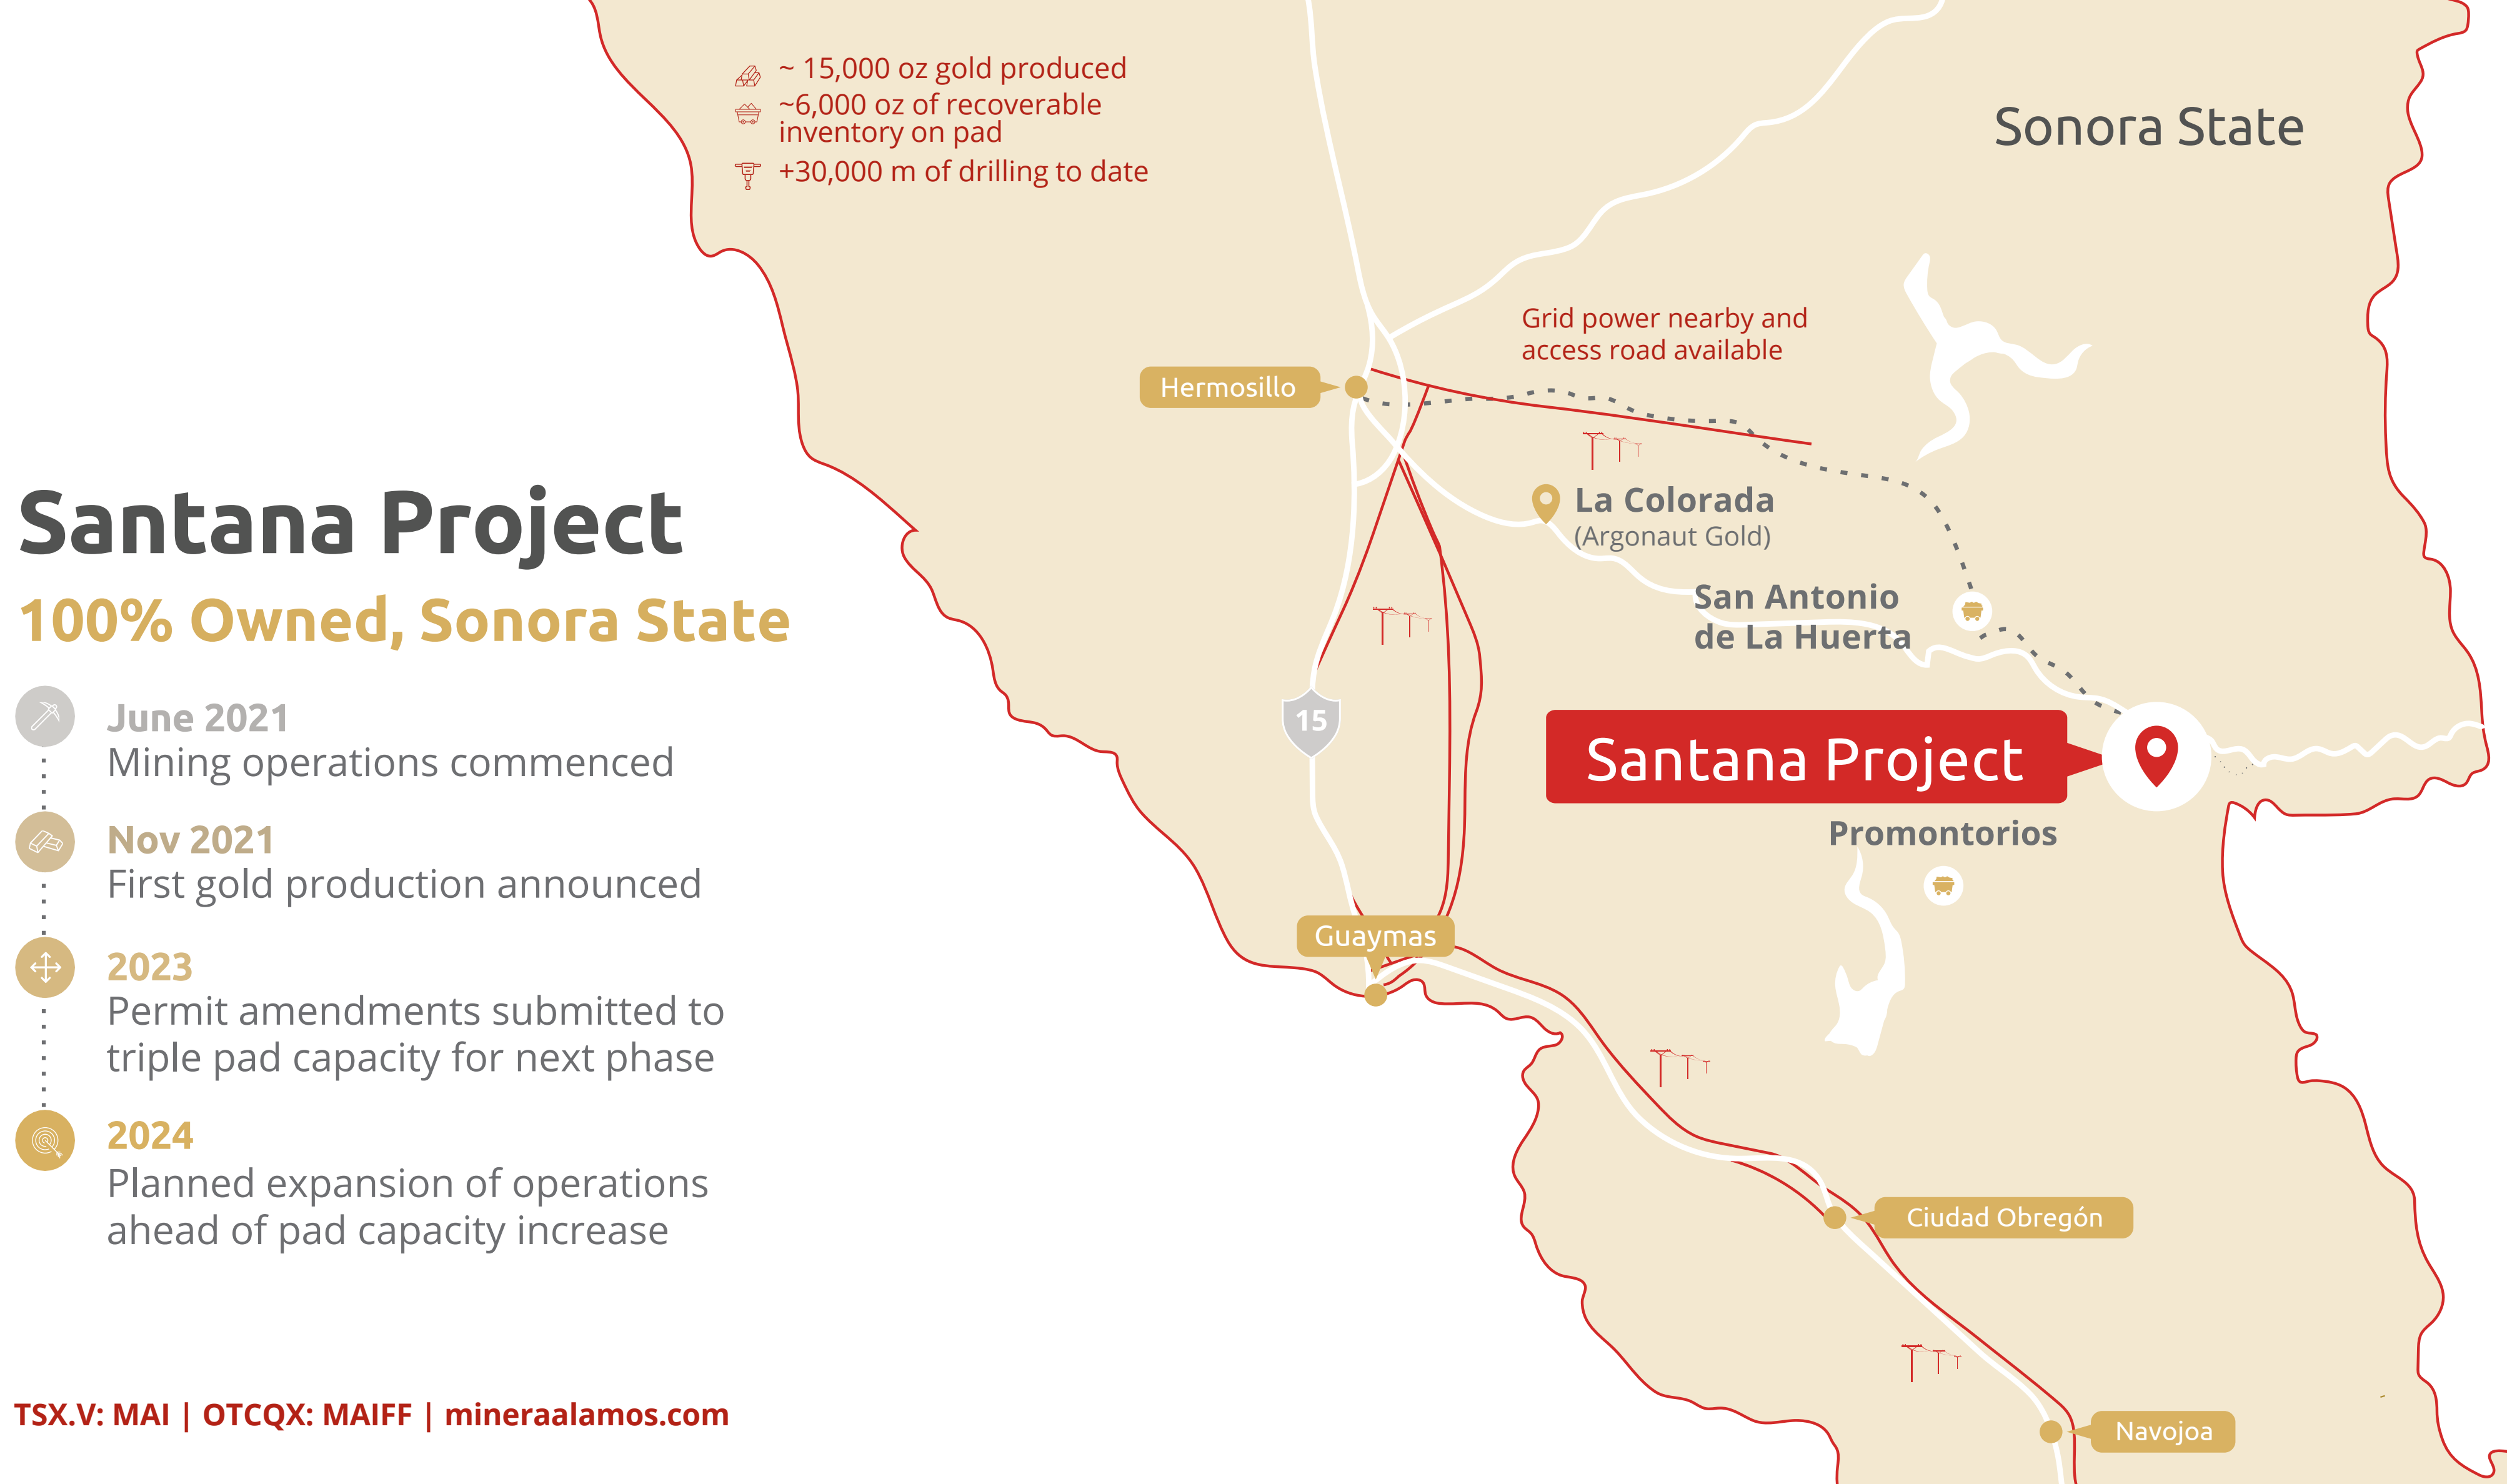 ~ 15,000 oz gold produced
~6,000 oz of recoverable
inventory on pad
+30,000 m of drilling to date
Sonora State
Grid power nearby and
access road available
Hermosillo
La Colorada
(Argonaut Gold)
San Antonio
de La Huerta
15
Santana Project
Promontorios
Guaymas
Ciudad Obregón
Navojoa
Santana Project
100% Owned, Sonora State
June 2021
Mining operations commenced
Nov 2021
First gold production announced
2023
Permit amendments submitted to
triple pad capacity for next phase
2024
Planned expansion of operations
ahead of pad capacity increase
TSX.V: MAI | OTCQX: MAIFF | mineraalamos.com